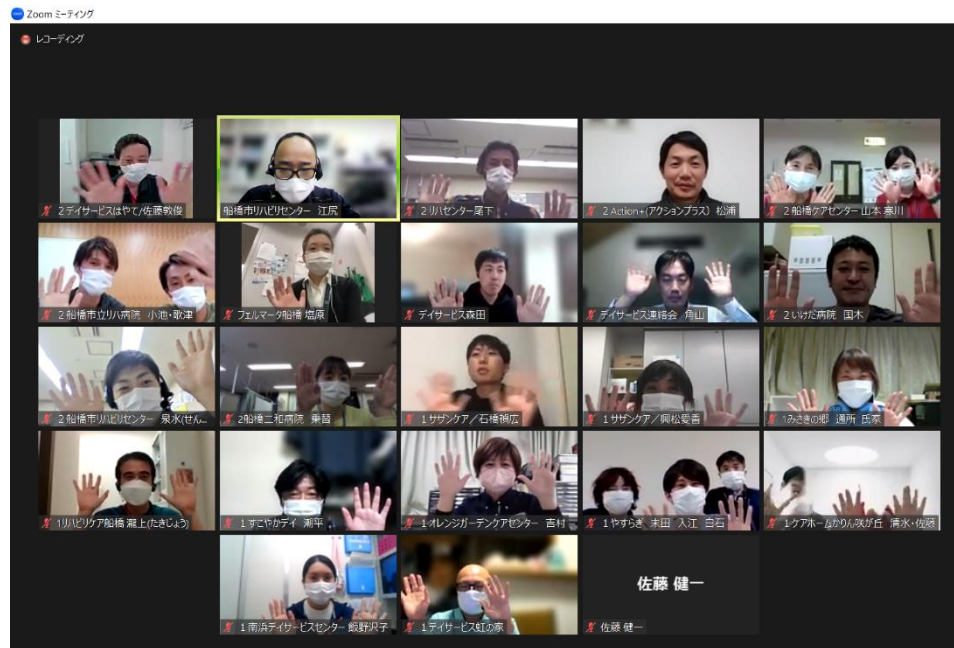 Zoom ミーティング
レコーディング
2 デイサービスはやて/佐藤敦俊
船橋市リハビリセンター 江尻
2 リハセンター尾下
2 Action+(アクションプラス) 松浦
2 船橋ケアセンター 山本 寒川
2 船橋市立リハ病院 小池・歌津
フェルマータ船橋 塩原
デイサービス森田
デイサービス連絡会 角山
2 いけだ病院 国木
2 船橋市リハビリセンター 泉水(せん...
2船橋二和病院 乗替
1 サザンケア/石橋禎広
1 サザンケア/興松愛香
1みさきの郷 通所 氏家
1リハビリケア船橋 瀧上(たきじょう)
1 すこやかデイ 潮平
1 オレンジガーデンケアセンター 吉村
1 やすらぎ 末田 入江 白石
1 ケアホームかりん咲が丘 清水・佐藤
1 南浜デイサービスセンター 飯野沢子
1 デイサービス虹の家
佐藤 健一
佐藤 健一